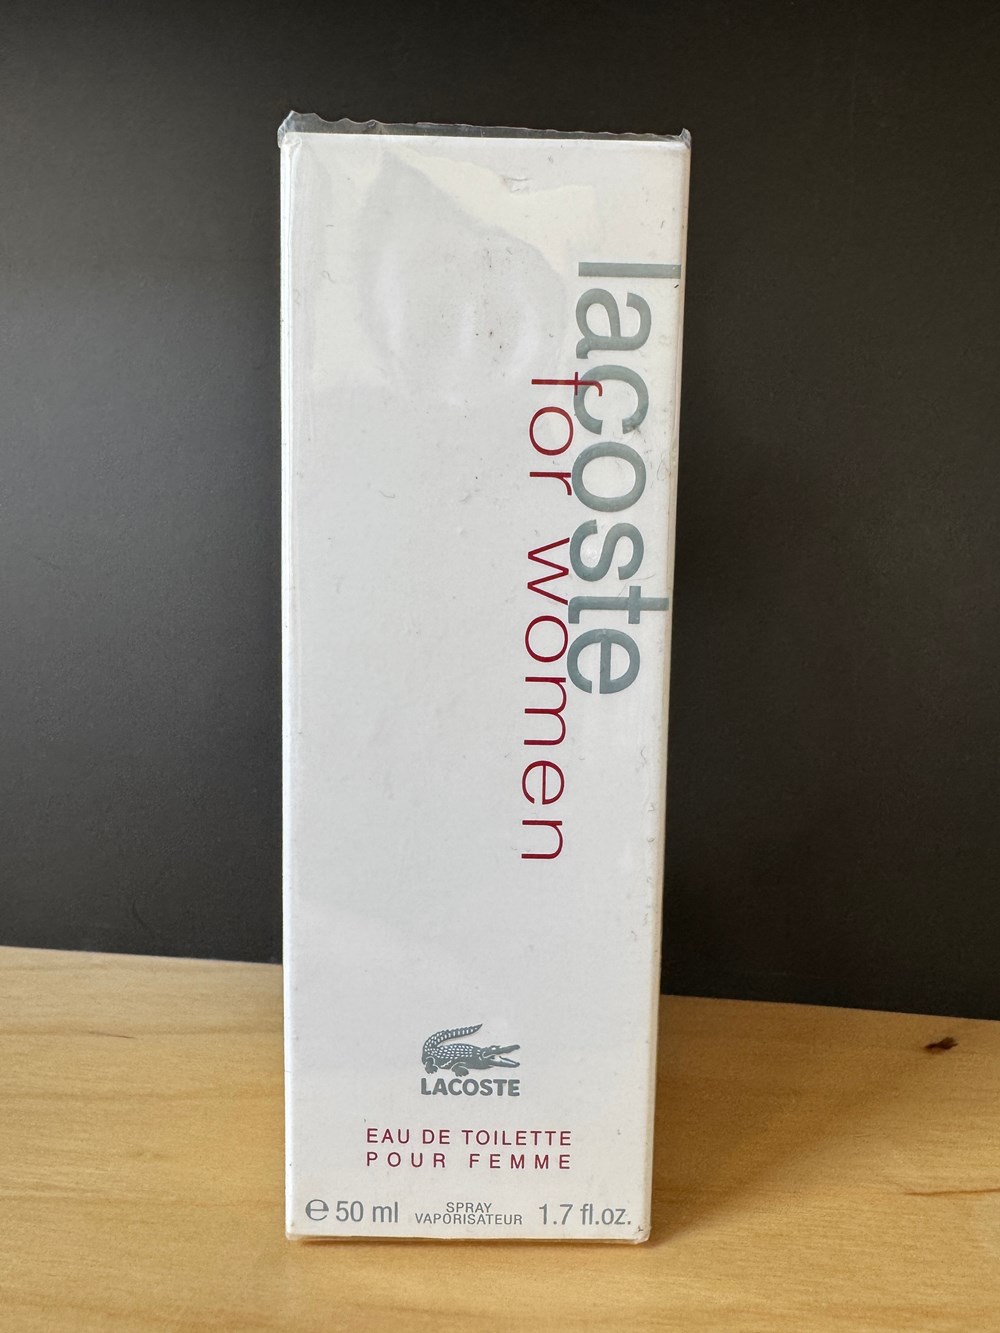 lacoste
for women
LACOSTE
EAU DE TOILETTE
POUR FEMME
e 50 ml SPRAY VAPORISATEUR 1.7 fl.oz.